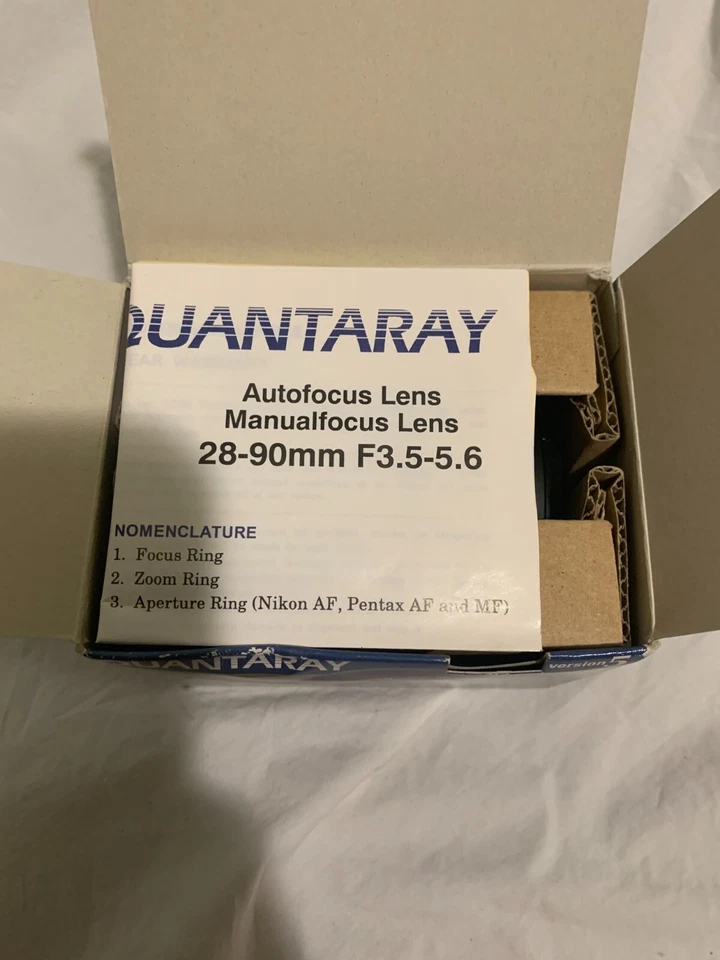 QUANTARAY
Autofocus Lens
Manualfocus Lens
28-90mm F3.5-5.6
NOMENCLATURE
1. Focus Ring
2. Zoom Ring
3. Aperture Ring (Nikon AF, Pentax AF and MF)
QUANTARAY
version 5